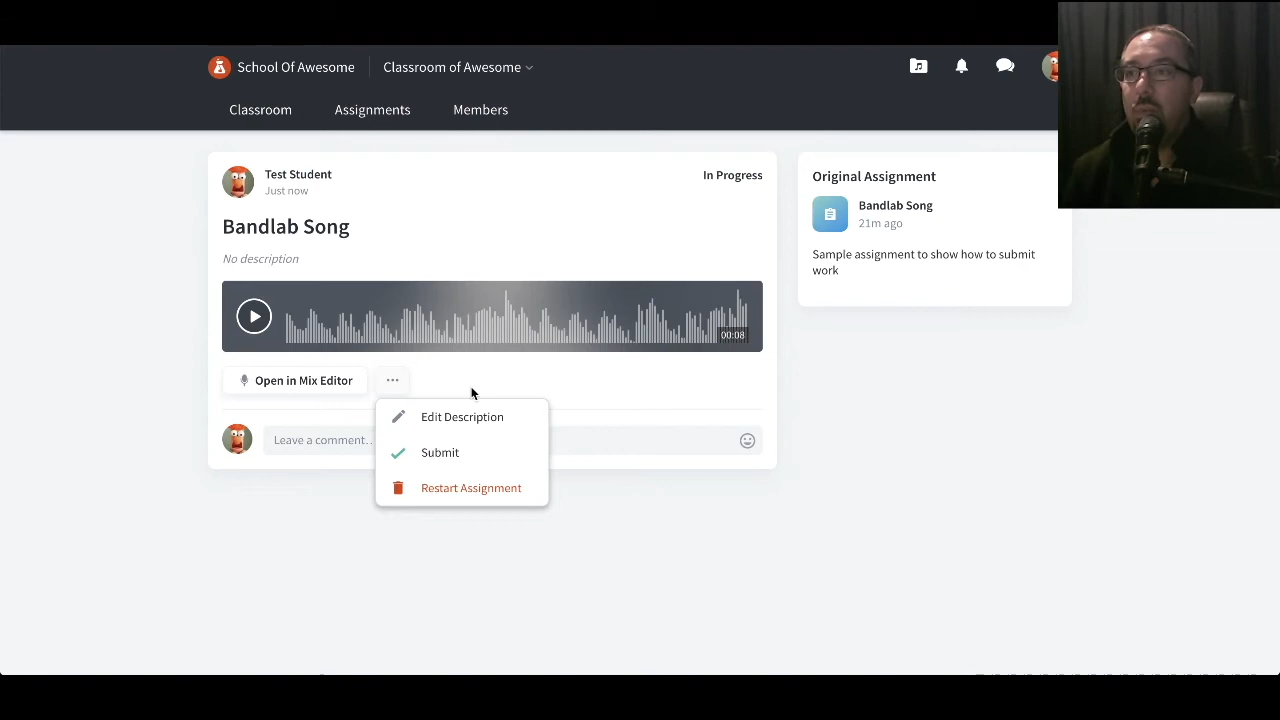 School Of Awesome
Classroom of Awesome
Classroom
Assignments
Members
Test Student
Just now
In Progress
Bandlab Song
No description
00:08
Open in Mix Editor
Edit Description
Leave a comment…
Submit
Restart Assignment
Original Assignment
Bandlab Song
21m ago
Sample assignment to show how to submit
work